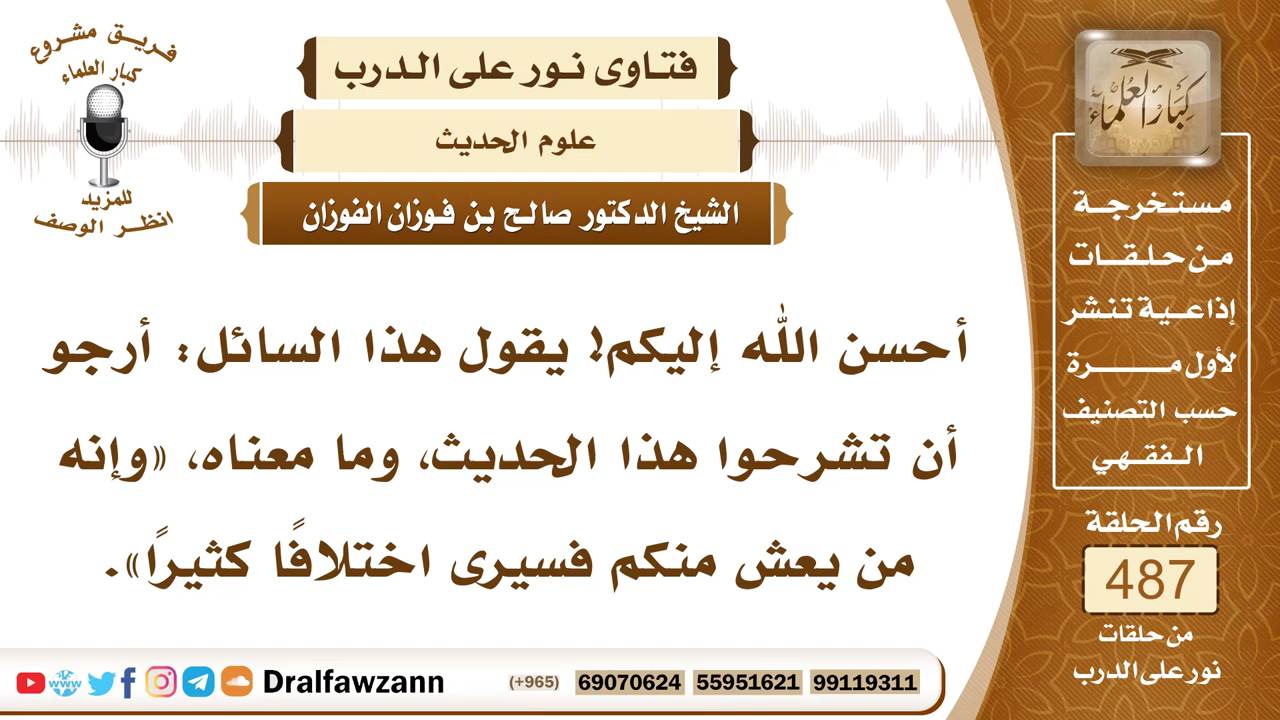 فريق مشروع
كبار العلماء
للمزيد
انظر الوصف
فتاوى نور على الدرب
علوم الحديث
الشيخ الدكتور صالح بن فوزان الفوزان
أحسن الله إليكم! يقول هذا السائل: أرجو
أن تشرحوا هذا الحديث، وما معناه، «وإنه
من يعش منكم فسيرى اختلافًا كثيرًا».
كبار العلماء
مستخرجة
من حلقات
إذاعية تنشر
لأول مرة
حسب التصنيف
الفقهي
رقم الحلقة
487
من حلقات
نور على الدرب
www
Dralfawzann
(+965) 69070624 55951621 99119311